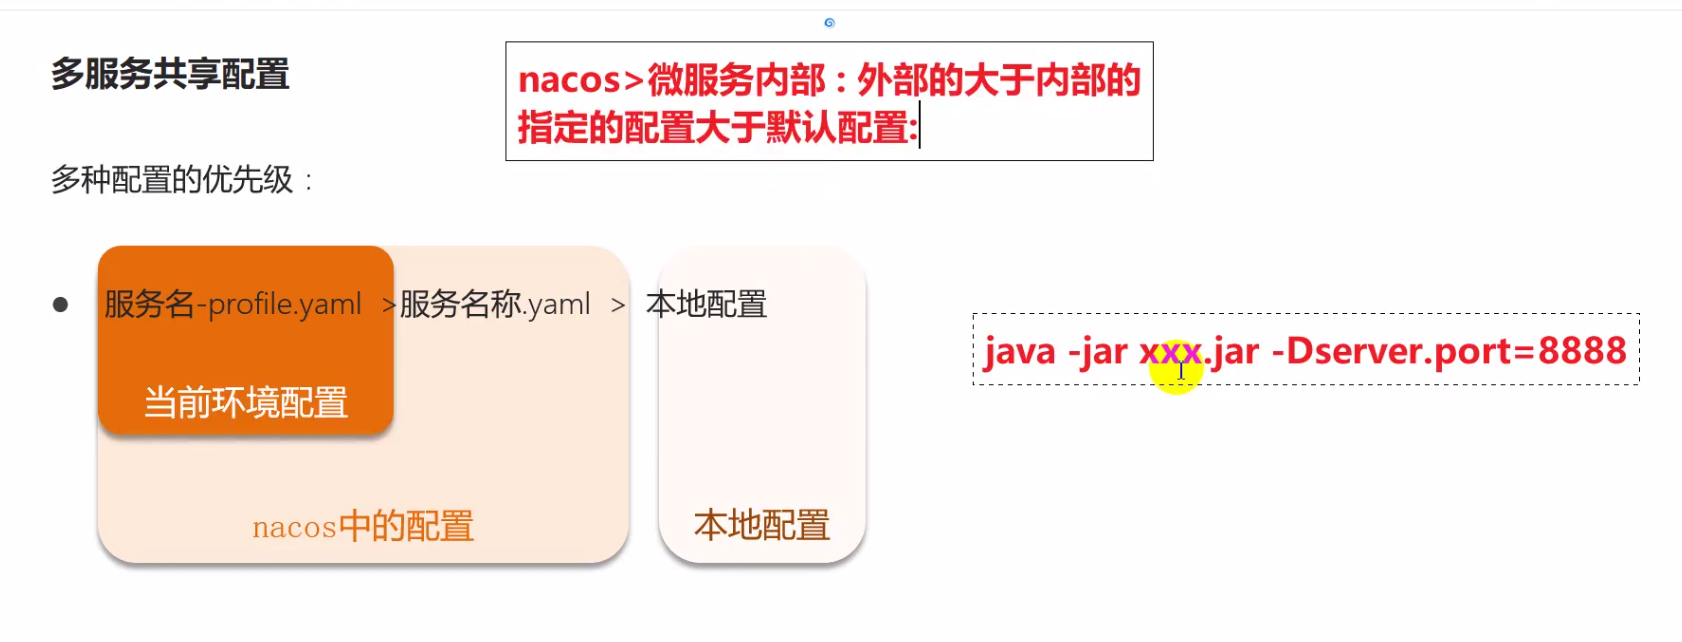 多服务共享配置
nacos>微服务内部：外部的大于内部的
指定的配置大于默认配置:
多种配置的优先级：
服务名-profile.yaml >服务名称.yaml > 本地配置
java -jar xxx.jar -Dserver.port=8888
当前环境配置
nacos中的配置
本地配置